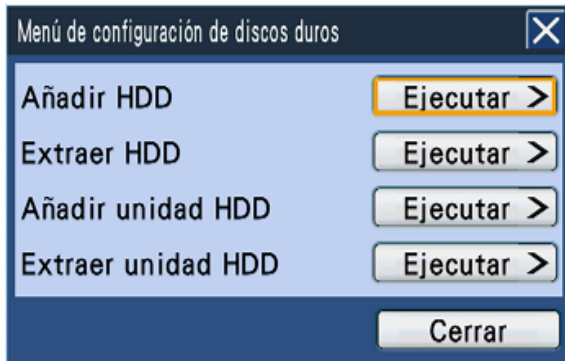 Menú de configuración de discos duros
Añadir HDD Ejecutar >
Extraer HDD Ejecutar >
Añadir unidad HDD Ejecutar >
Extraer unidad HDD Ejecutar >
Cerrar